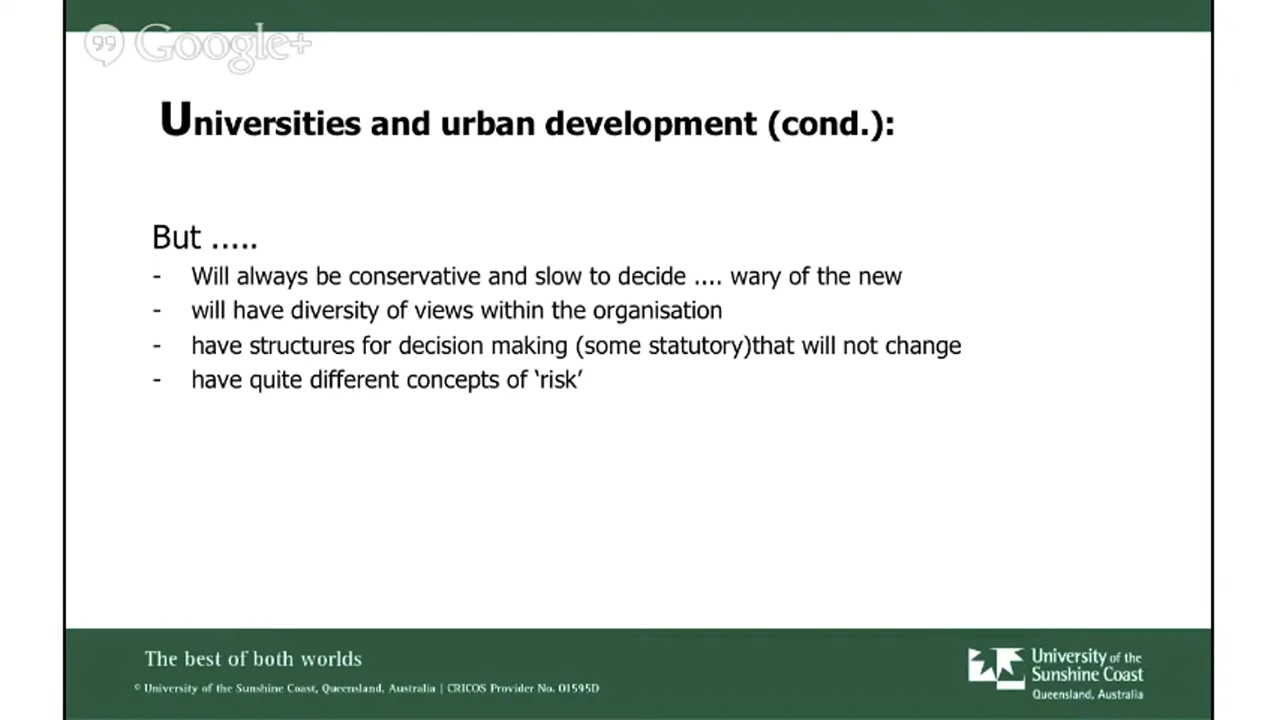 99 Google+
Universities and urban development (cond.):
But .....
- Will always be conservative and slow to decide .... wary of the new
- will have diversity of views within the organisation
- have structures for decision making (some statutory)that will not change
- have quite different concepts of ‘risk’
The best of both worlds
© University of the Sunshine Coast, Queensland, Australia | CRICOS Provider No. 01595D
University of the
Sunshine Coast
Queensland, Australia